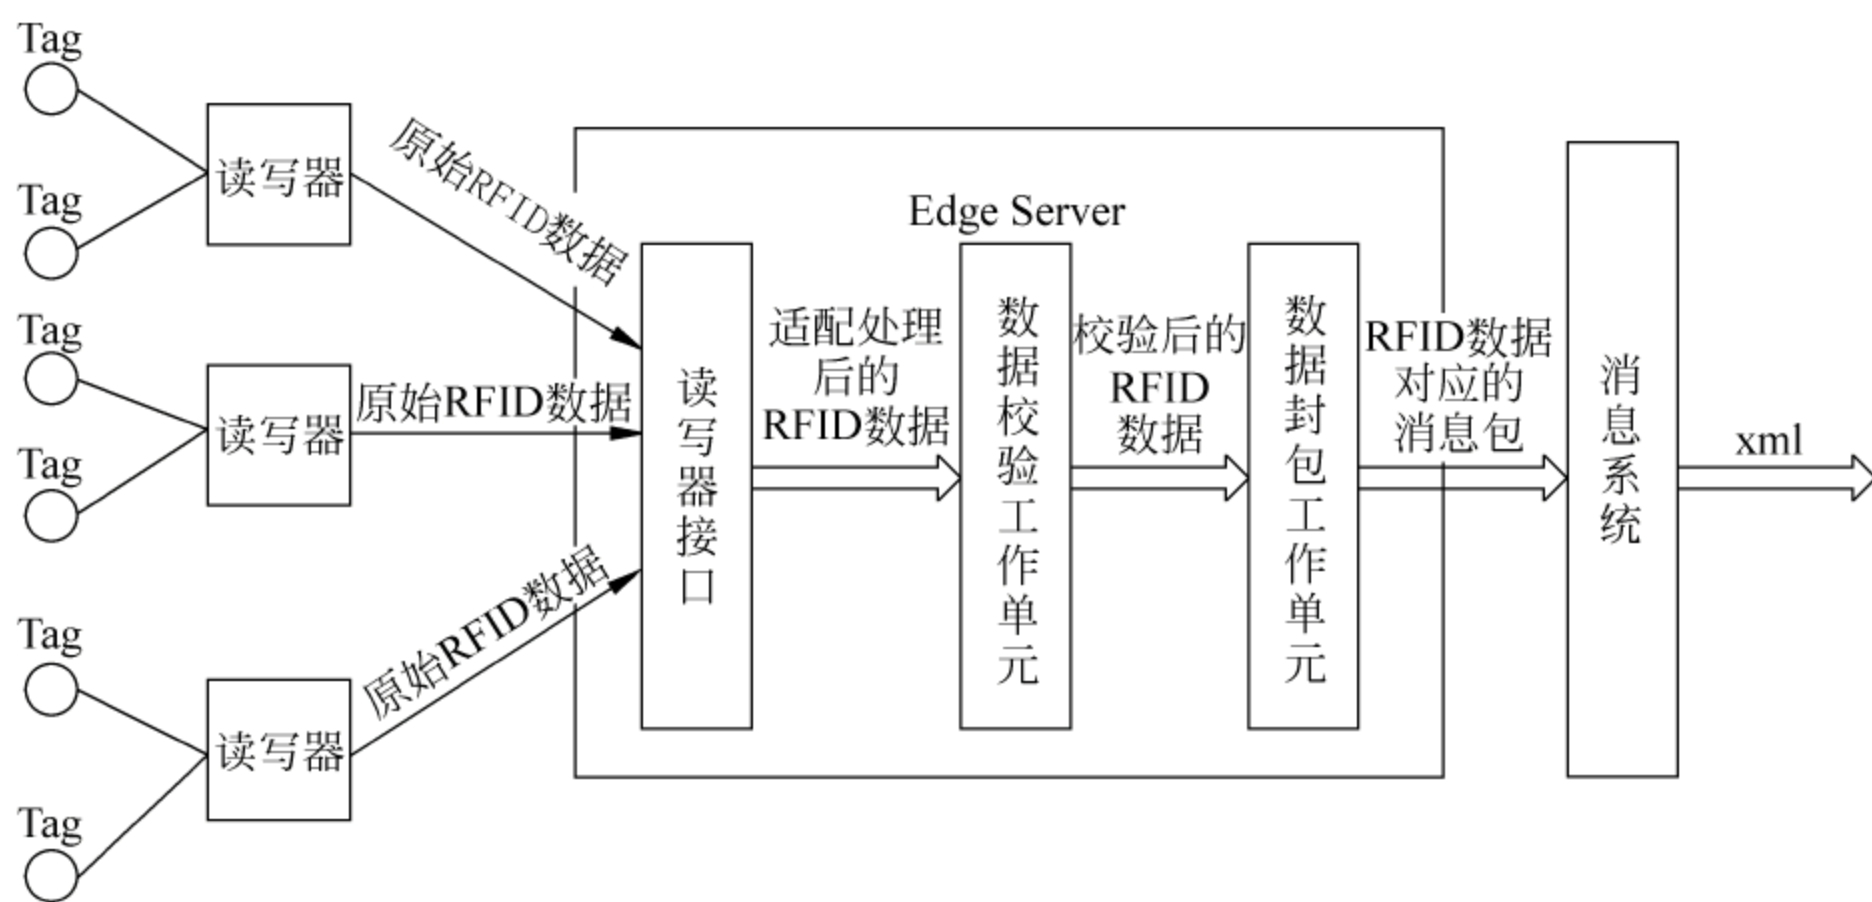 Tag
Tag
Tag
Tag
Tag
Tag
读写器
读写器
读写器
原始RFID数据
原始RFID数据
原始RFID数据
Edge Server
读写器接口
适配处理
后的
RFID数据
数据校验工作单元
校验后的
RFID
数据
数据封包工作单元
RFID数据
对应的
消息包
消息系统
xml